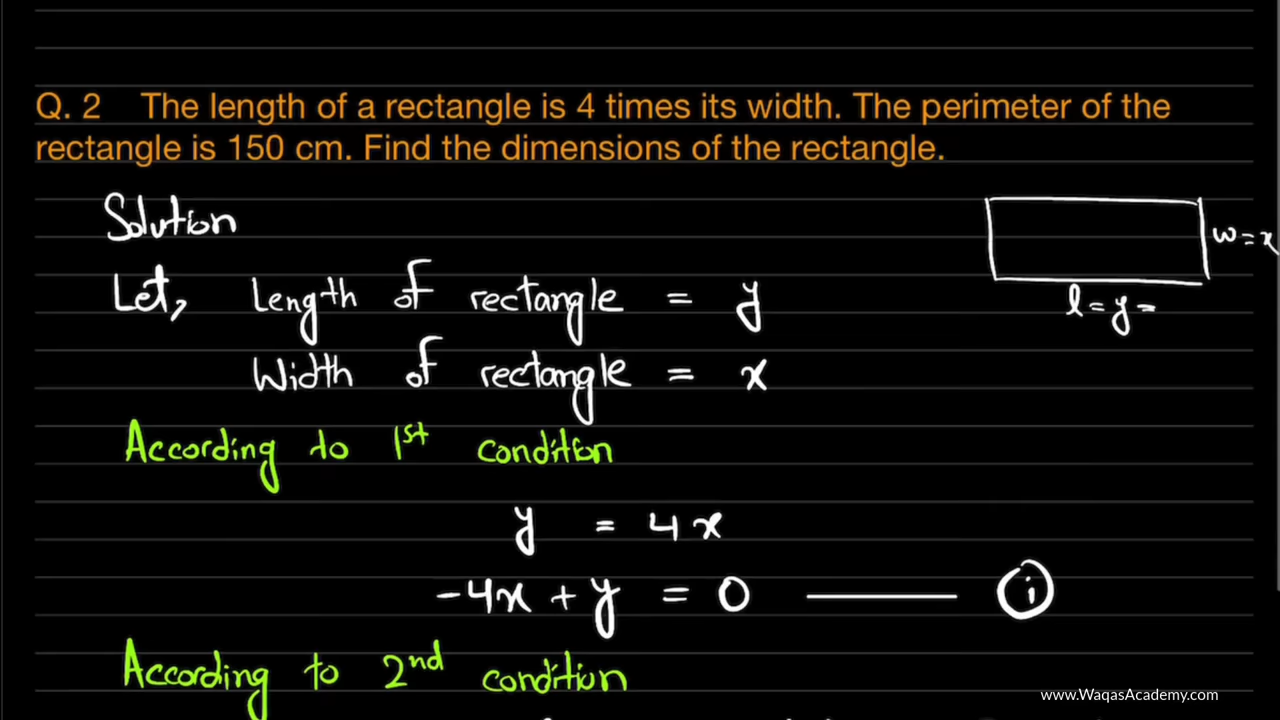 Q. 2 The length of a rectangle is 4 times its width. The perimeter of the
rectangle is 150 cm. Find the dimensions of the rectangle.
Solution
w = x
Let, Length of rectangle = y
l = y =
Width of rectangle = x
According to 1st condition
y = 4x
-4x + y = 0 ——— (i)
According to 2nd condition
www.WaqasAcademy.com